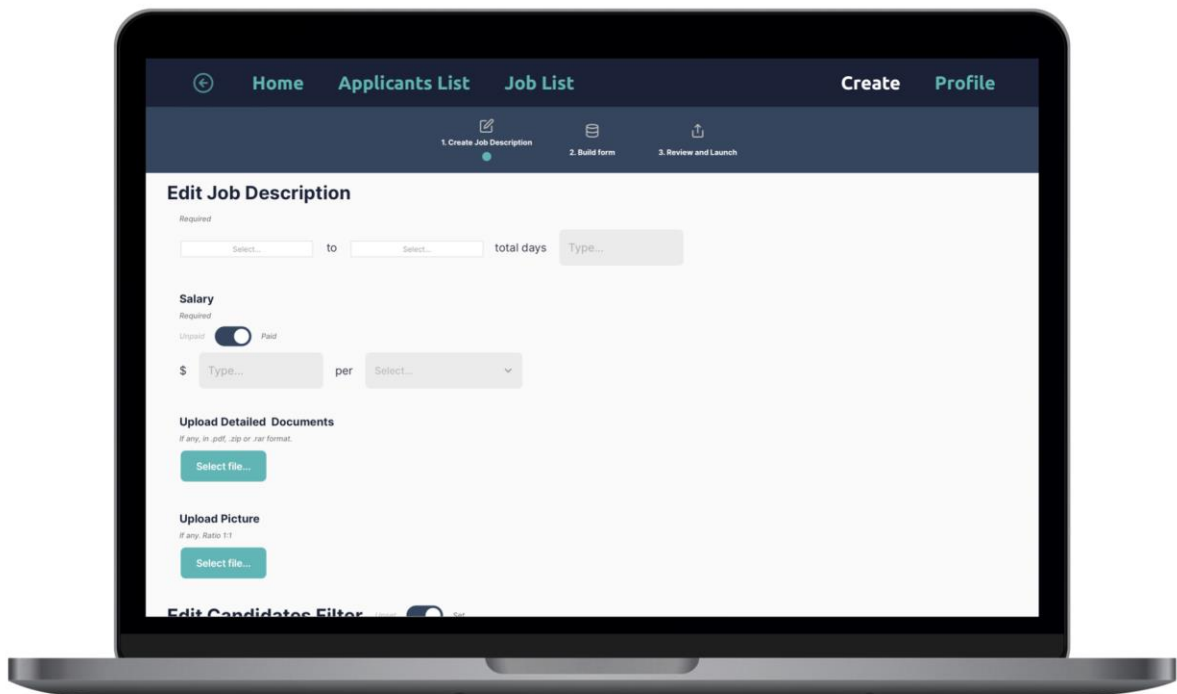 Home Applicants List Job List Create Profile
1. Create Job Description 2. Build form 3. Review and Launch
Edit Job Description
Required
Select... to Select... total days Type...
Salary
Required
Unpaid Paid
$ Type... per Select...
Upload Detailed Documents
If any, in .pdf, .zip or .rar format.
Select file...
Upload Picture
If any. Ratio 1:1
Select file...
Edit Candidates Filter Set